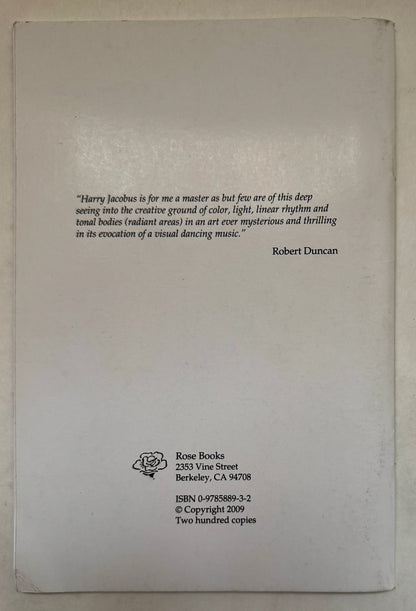 "Harry Jacobus is for me a master as but few are of this deep
seeing into the creative ground of color, light, linear rhythm and
tonal bodies (radiant areas) in an art ever mysterious and thrilling
in its evocation of a visual dancing music."
Robert Duncan
Rose Books
2353 Vine Street
Berkeley, CA 94708
ISBN 0-9785889-3-2
© Copyright 2009
Two hundred copies